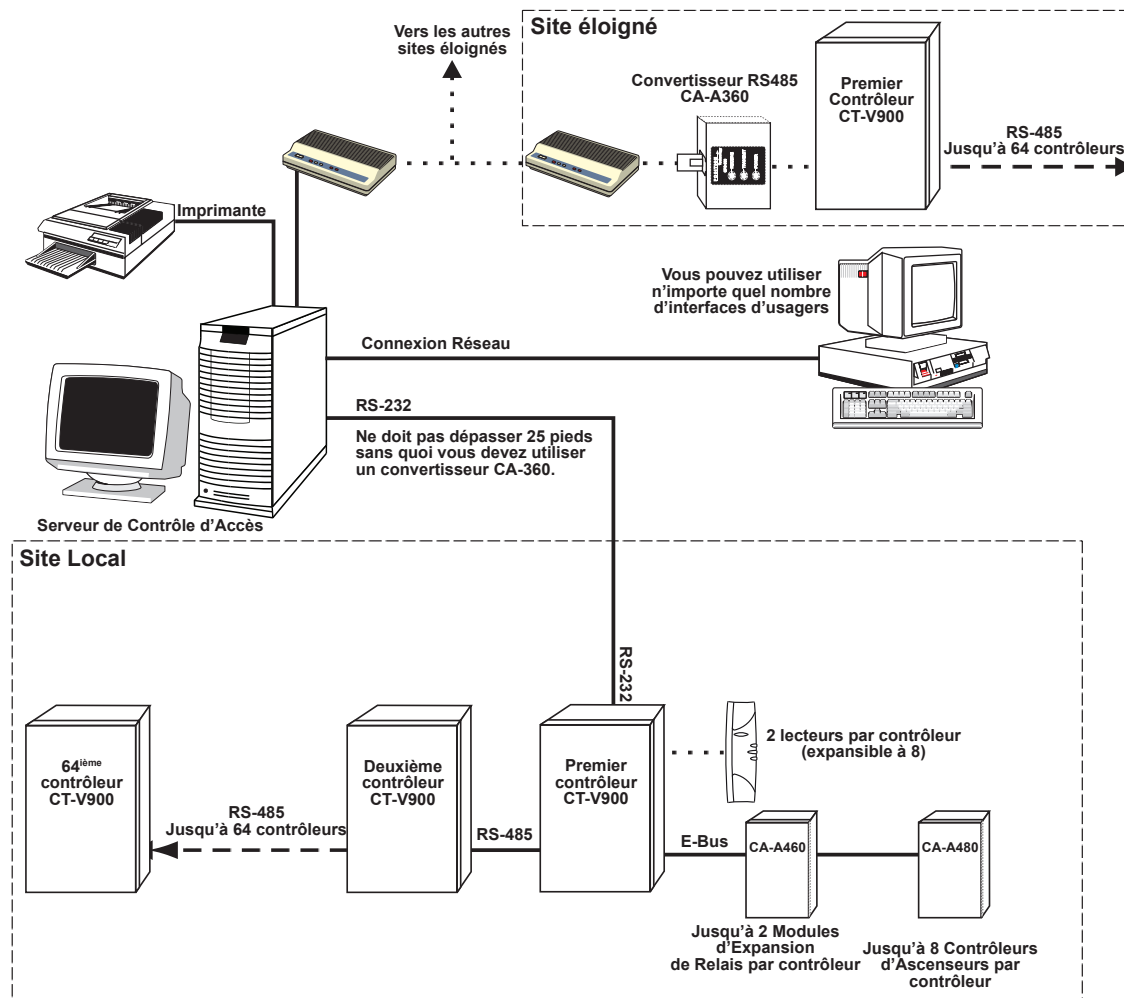 Vers les autres
sites éloignés
Site éloigné
Convertisseur RS485
CA-A360
Premier
Contrôleur
CT-V900
RS-485
Jusqu'à 64 contrôleurs
Imprimante
Vous pouvez utiliser
n'importe quel nombre
d'interfaces d'usagers
Connexion Réseau
RS-232
Ne doit pas dépasser 25 pieds
sans quoi vous devez utiliser
un convertisseur CA-360.
Serveur de Contrôle d'Accès
Site Local
RS-232
2 lecteurs par contrôleur
(expansible à 8)
64ième
contrôleur
CT-V900
RS-485
Jusqu'à 64 contrôleurs
Deuxième
contrôleur
CT-V900
RS-485
Premier
contrôleur
CT-V900
E-Bus
CA-A460
CA-A480
Jusqu'à 2 Modules
d'Expansion
de Relais par contrôleur
Jusqu'à 8 Contrôleurs
d'Ascenseurs par
contrôleur